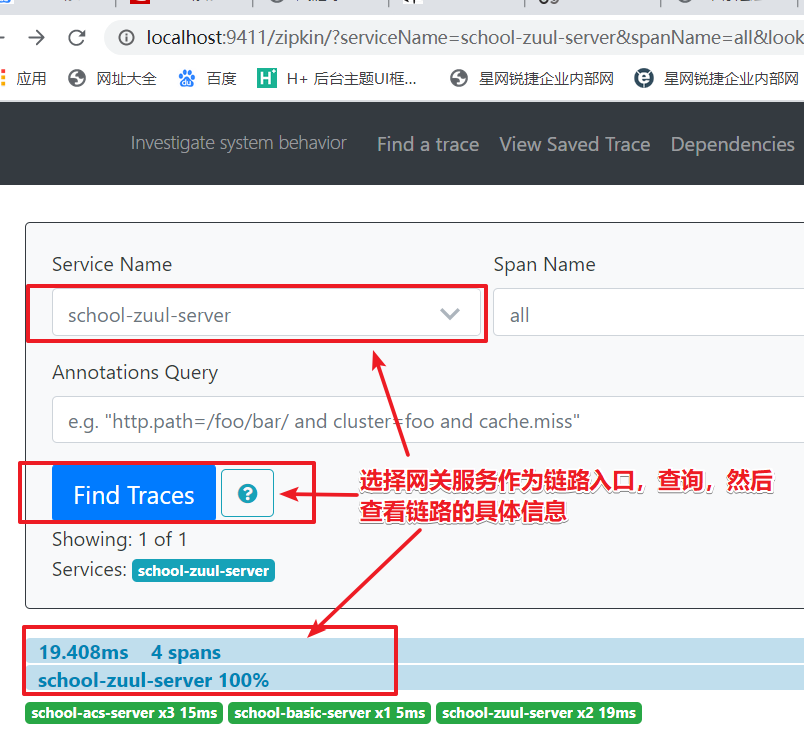 localhost:9411/zipkin/?serviceName=school-zuul-server&spanName=all&look
应用 网址大全 百度 H+ 后台主题UI框... 星网锐捷企业内部网 星网锐捷企业内部网
Investigate system behavior Find a trace View Saved Trace Dependencies
Service Name Span Name
school-zuul-server all
Annotations Query
e.g. "http.path=/foo/bar/ and cluster=foo and cache.miss"
选择网关服务作为链路入口，查询，然后
查看链路的具体信息
Find Traces ?
Showing: 1 of 1
Services: school-zuul-server
19.408ms 4 spans
school-zuul-server 100%
school-acs-server x3 15ms school-basic-server x1 5ms school-zuul-server x2 19ms